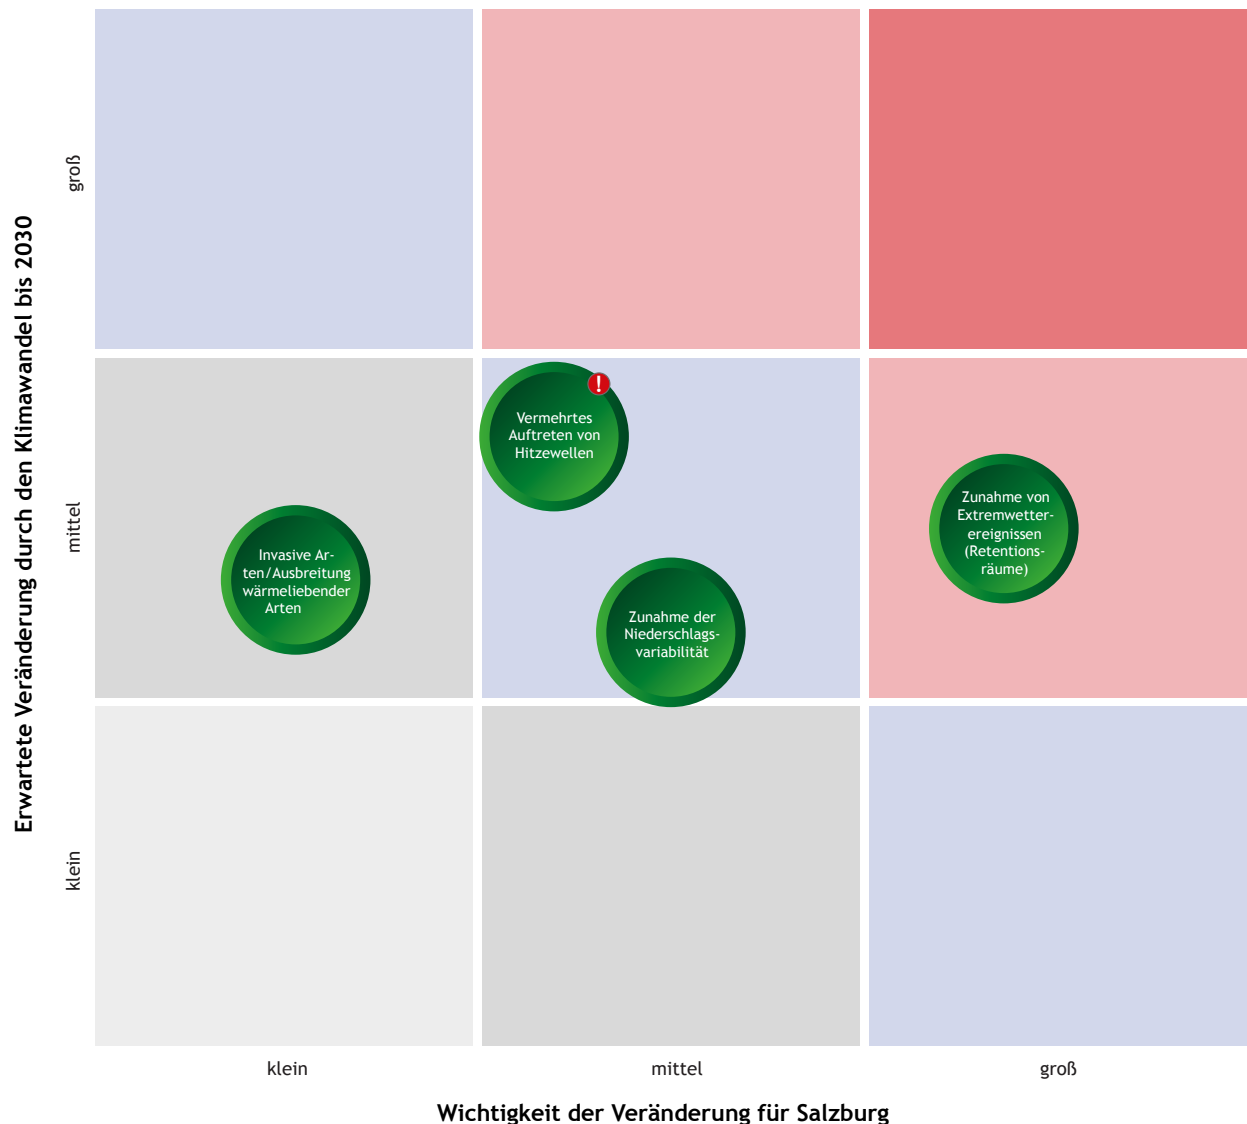 Erwartete Veränderung durch den Klimawandel bis 2030
groß
mittel
klein
Vermehrtes
Auftreten von
Hitzewellen
!
Zunahme von
Extremwetter-
ereignissen
(Retentions-
räume)
Invasive Ar-
ten/Ausbreitung
wärmeliebender
Arten
Zunahme der
Niederschlags-
variabilität
klein
mittel
groß
Wichtigkeit der Veränderung für Salzburg